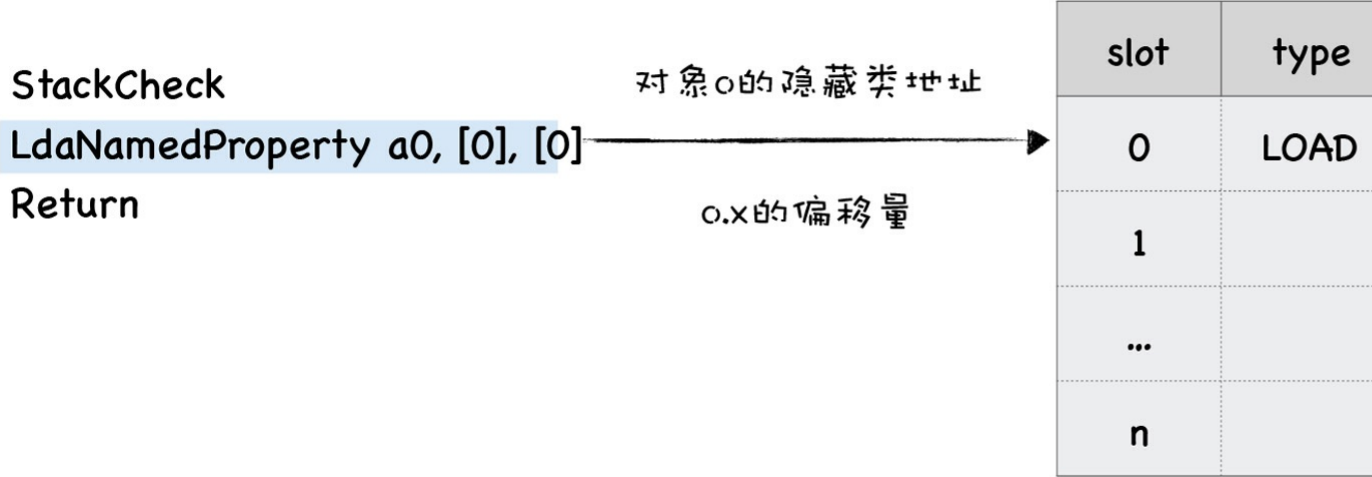 StackCheck
LdaNamedProperty a0, [0], [0]
Return
对象o的隐藏类地址
o.x的偏移量
slot type
0 LOAD
1
...
n